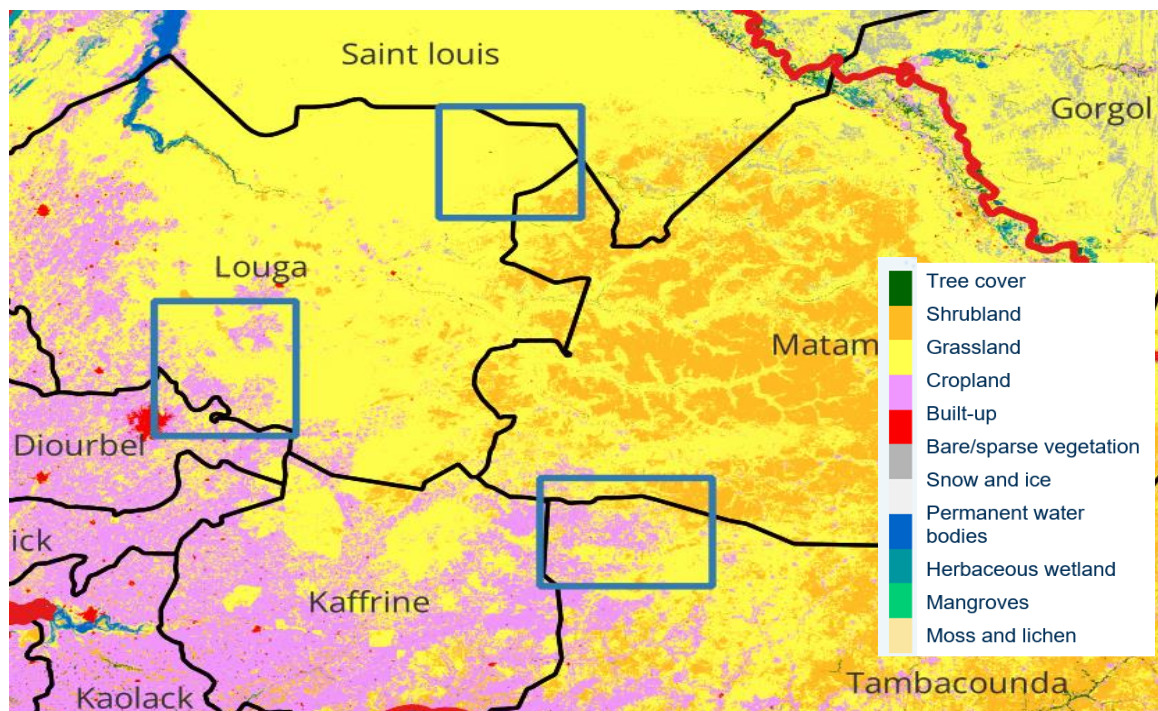 Saint louis
Gorgol
Louga
Matam
Diourbel
ick
Kaffrine
Kaolack
Tambacounda
Tree cover
Shrubland
Grassland
Cropland
Built-up
Bare/sparse vegetation
Snow and ice
Permanent water
bodies
Herbaceous wetland
Mangroves
Moss and lichen